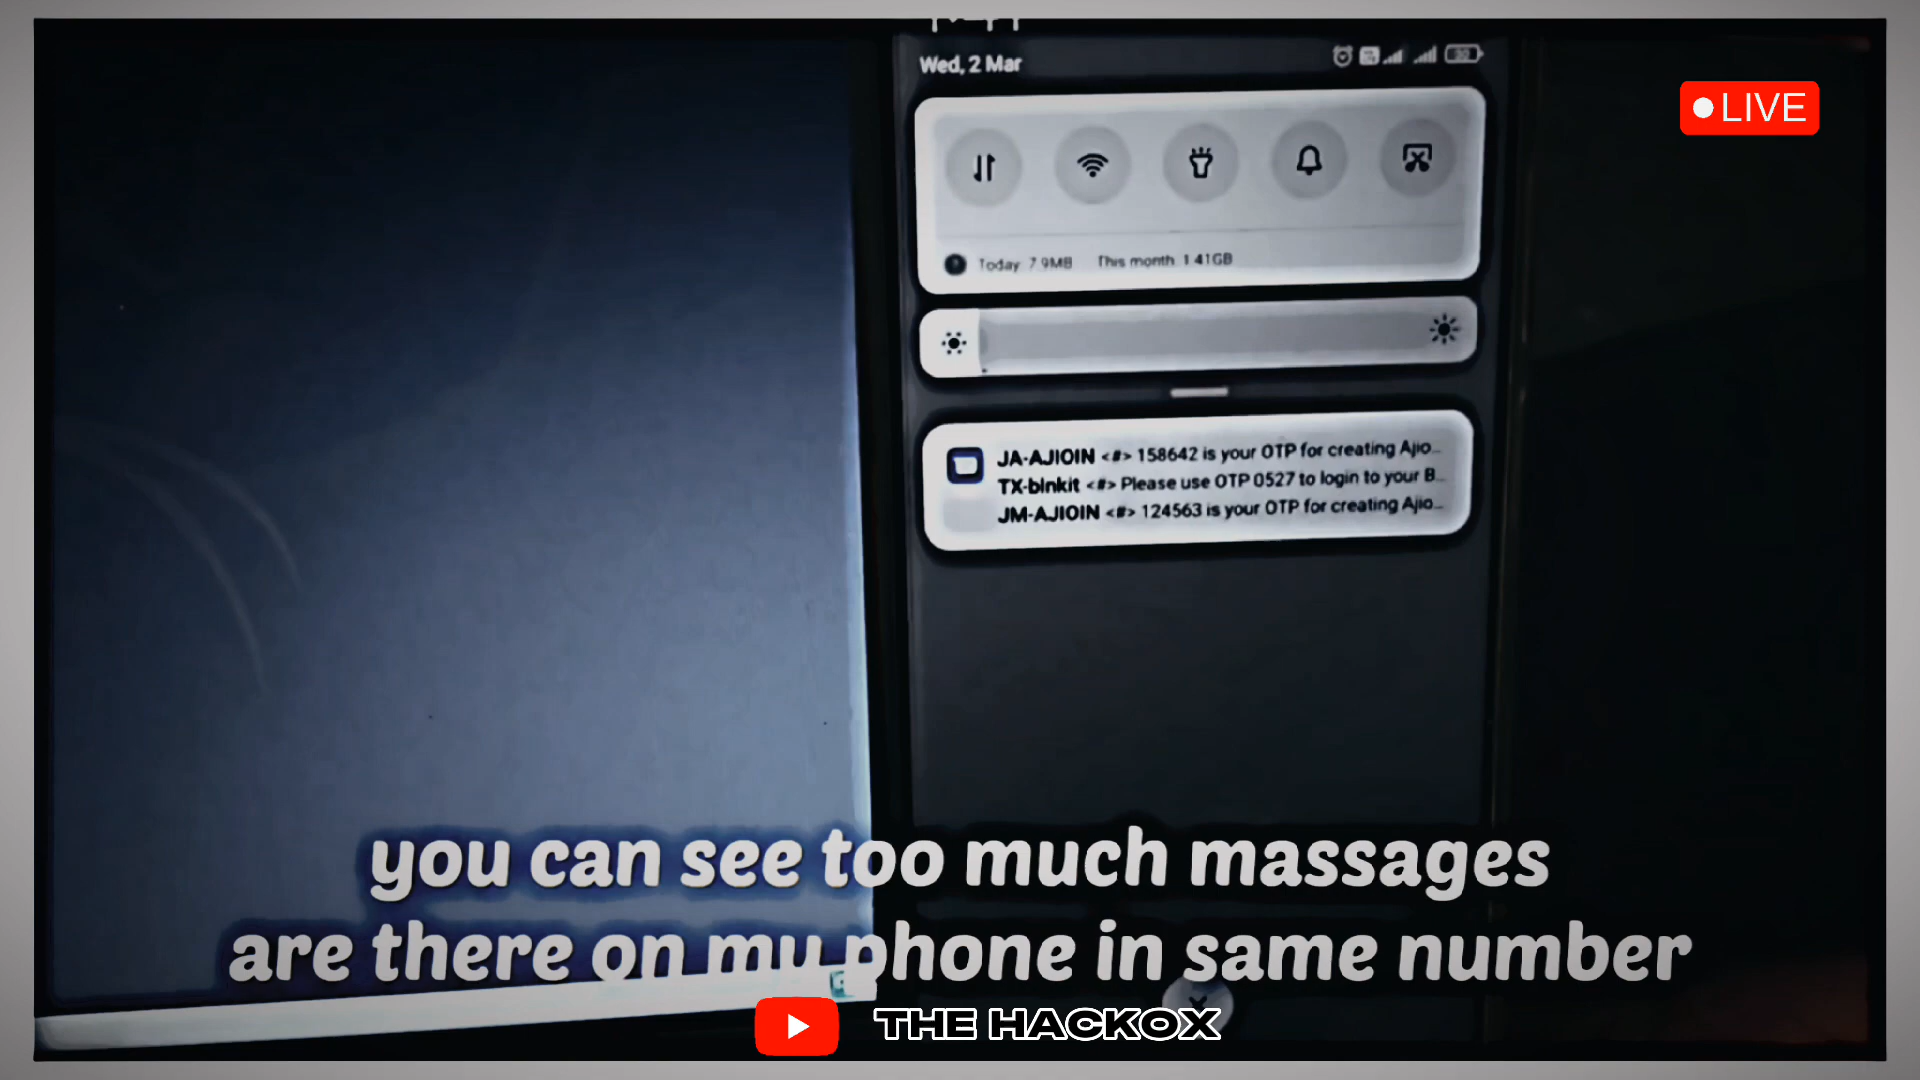 Wed, 2 Mar
LIVE
Today 7.9MB This month 1.41GB
JA-AJIOIN <#> 158642 is your OTP for creating Ajio...
TX-blnkit <#> Please use OTP 0527 to login to your B...
JM-AJIOIN <#> 124563 is your OTP for creating Ajio...
you can see too much massages
are there on my phone in same number
THE HACKOX